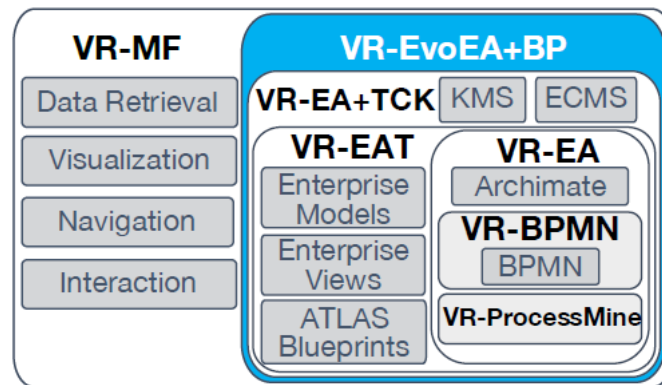 VR-MF
Data Retrieval
Visualization
Navigation
Interaction
VR-EvoEA+BP
VR-EA+TCK
KMS
ECMS
VR-EAT
Enterprise
Models
Enterprise
Views
ATLAS
Blueprints
VR-EA
Archimate
VR-BPMN
BPMN
VR-ProcessMine